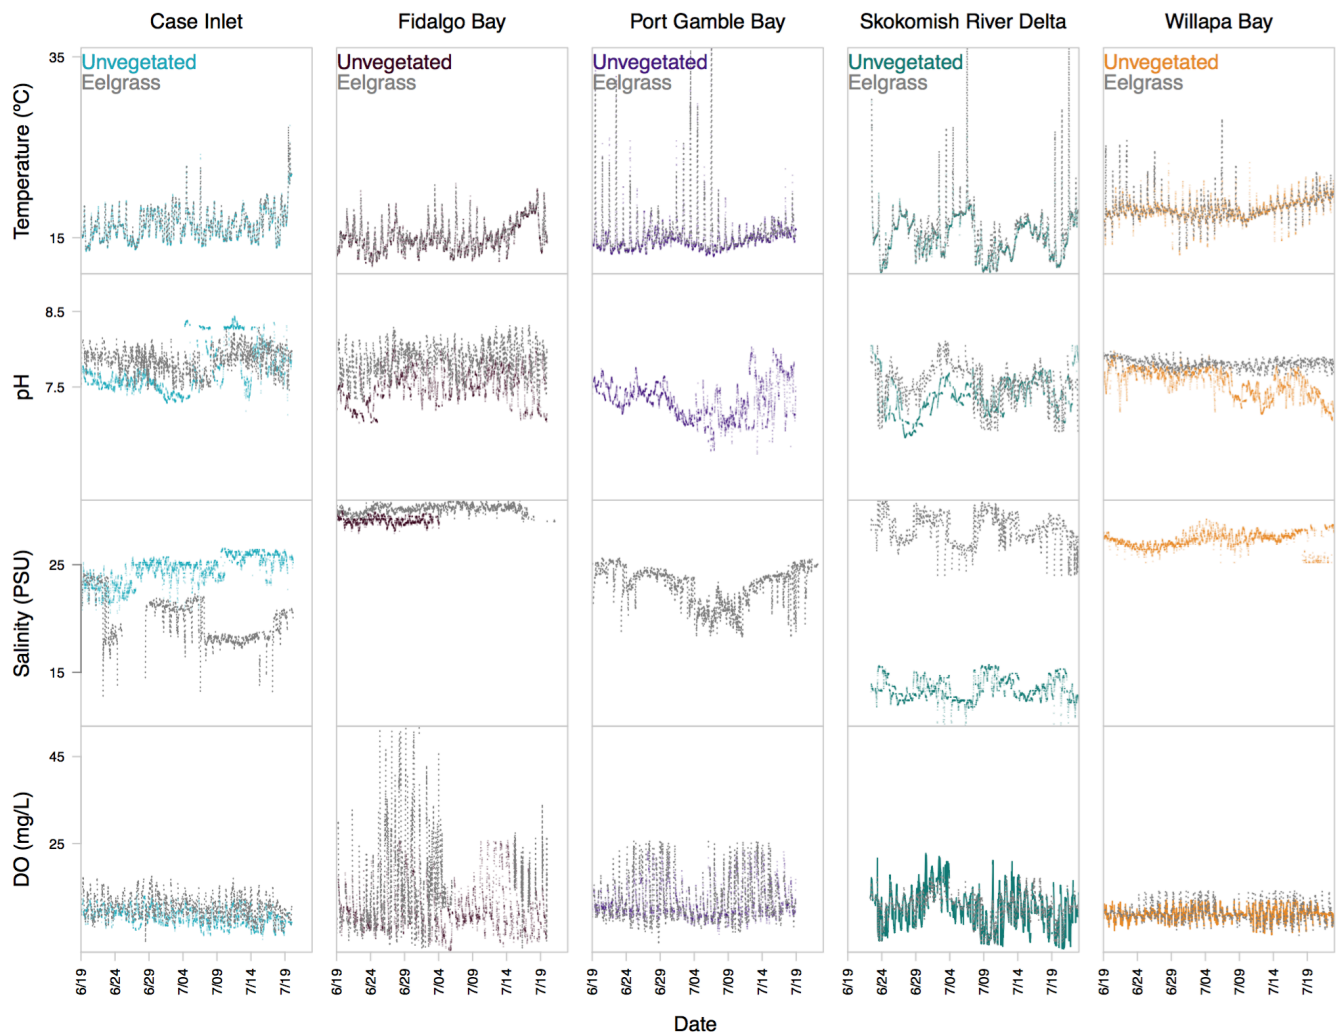 Case Inlet
Fidalgo Bay
Port Gamble Bay
Skokomish River Delta
Willapa Bay
Temperature (ºC)
35
15
Unvegetated
Eelgrass
Unvegetated
Eelgrass
Unvegetated
Eelgrass
Unvegetated
Eelgrass
Unvegetated
Eelgrass
pH
8.5
7.5
Salinity (PSU)
25
15
DO (mg/L)
45
25
6/19 6/24 6/29 7/04 7/09 7/14 7/19
6/19 6/24 6/29 7/04 7/09 7/14 7/19
6/19 6/24 6/29 7/04 7/09 7/14 7/19
6/19 6/24 6/29 7/04 7/09 7/14 7/19
6/19 6/24 6/29 7/04 7/09 7/14 7/19
Date